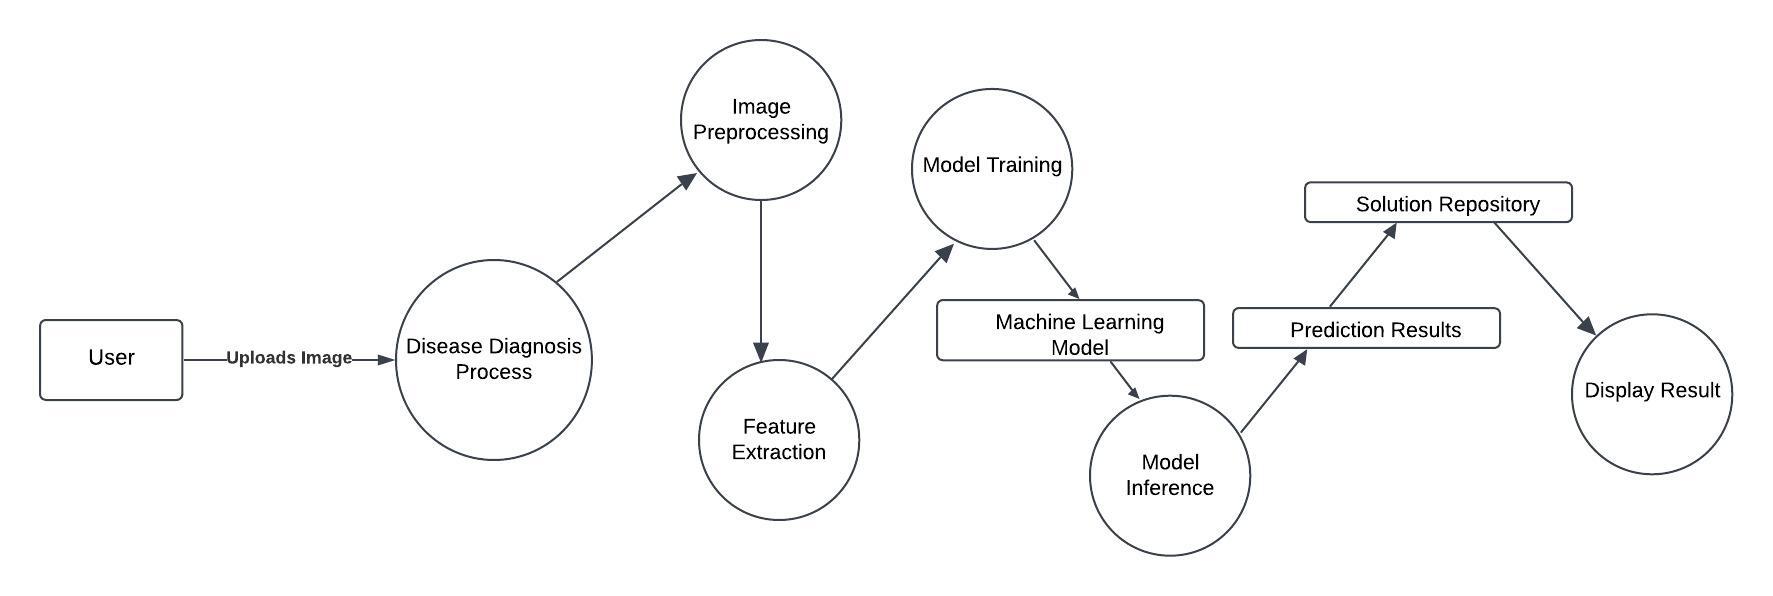 User
Uploads Image
Disease Diagnosis
Process
Image
Preprocessing
Feature
Extraction
Model Training
Machine Learning
Model
Model
Inference
Prediction Results
Solution Repository
Display Result